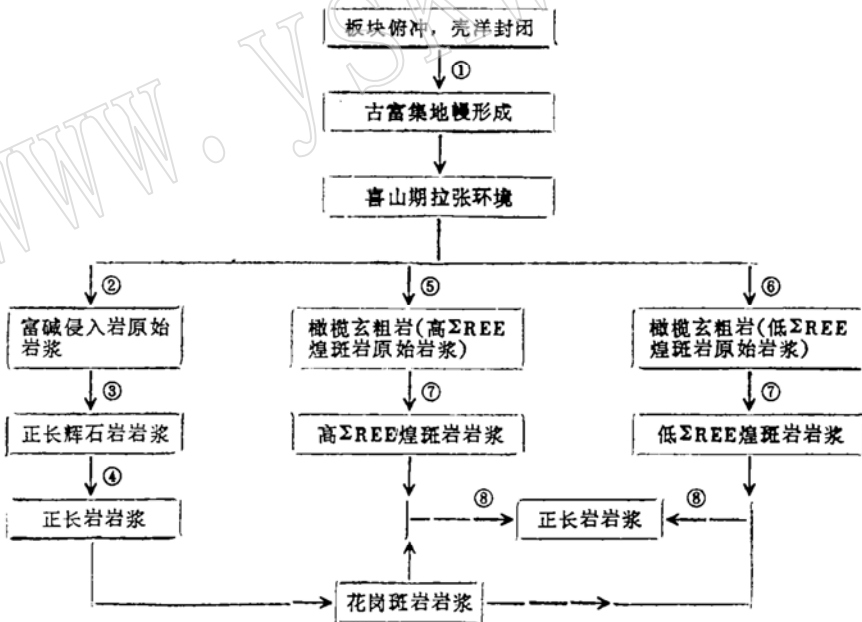 板块俯冲，壳洋封闭
①
古富集地幔形成
喜山期拉张环境
② ⑤ ⑥
富碱侵入岩原始
岩浆
橄榄玄粗岩(高ΣREE
煌斑岩原始岩浆)
橄榄玄粗岩(低ΣREE
煌斑岩原始岩浆)
③ ⑦ ⑦
正长辉石岩岩浆
高ΣREE煌斑岩岩浆
低ΣREE煌斑岩岩浆
④
⑧ ⑧
正长岩岩浆
正长岩岩浆
花岗斑岩岩浆